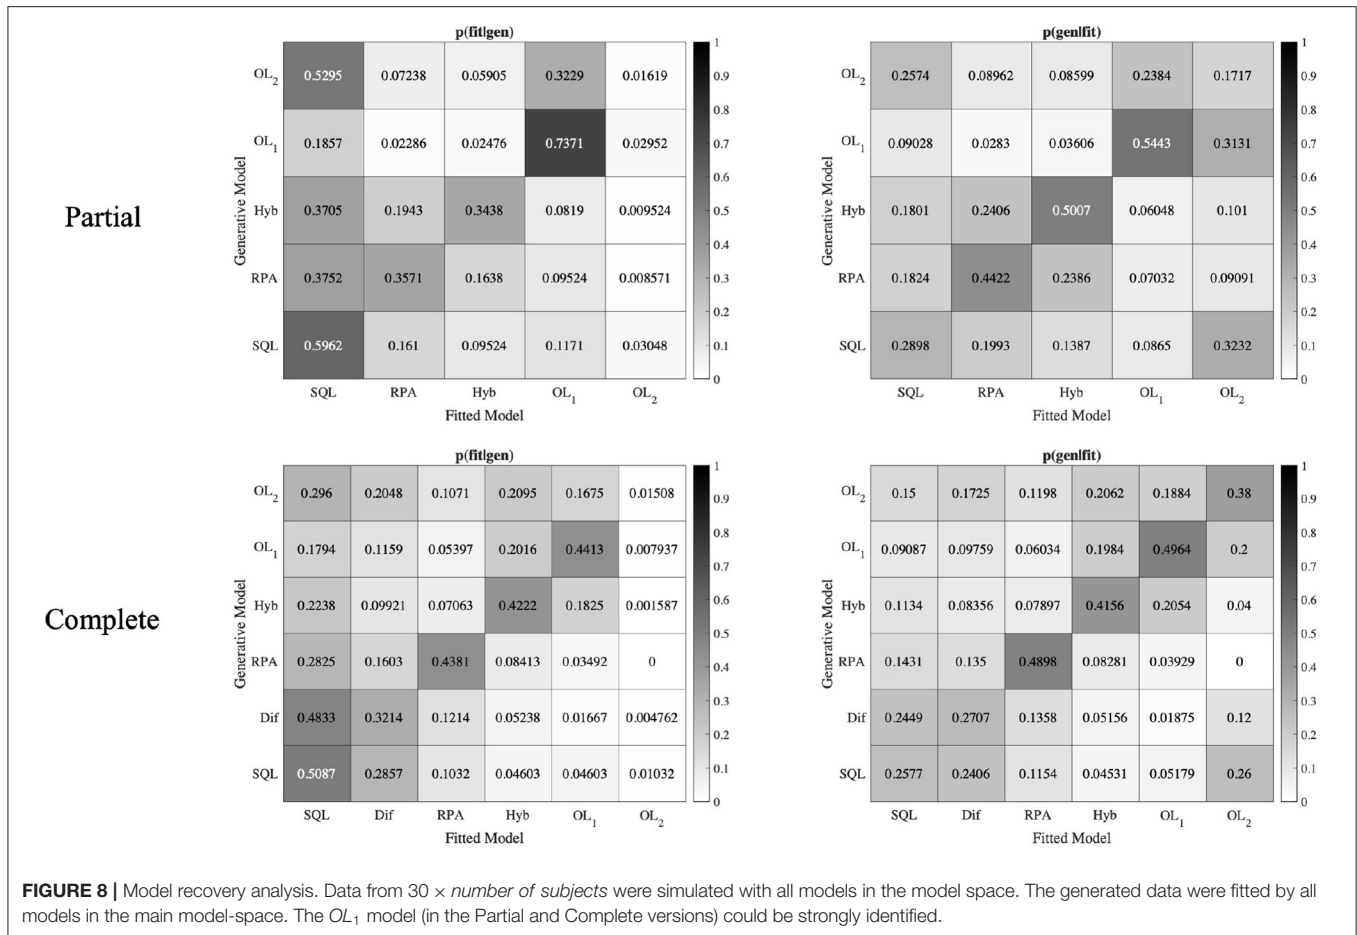 Partial
p(fit|gen)
Generative Model
OL2 0.5295 0.07238 0.05905 0.3229 0.01619
OL1 0.1857 0.02286 0.02476 0.7371 0.02952
Hyb 0.3705 0.1943 0.3438 0.0819 0.009524
RPA 0.3752 0.3571 0.1638 0.09524 0.008571
SQL 0.5962 0.161 0.09524 0.1171 0.03048
SQL RPA Hyb OL1 OL2
Fitted Model
1
0.9
0.8
0.7
0.6
0.5
0.4
0.3
0.2
0.1
0
p(gen|fit)
Generative Model
OL2 0.2574 0.08962 0.08599 0.2384 0.1717
OL1 0.09028 0.0283 0.03606 0.5443 0.3131
Hyb 0.1801 0.2406 0.5007 0.06048 0.101
RPA 0.1824 0.4422 0.2386 0.07032 0.09091
SQL 0.2898 0.1993 0.1387 0.0865 0.3232
SQL RPA Hyb OL1 OL2
Fitted Model
1
0.9
0.8
0.7
0.6
0.5
0.4
0.3
0.2
0.1
0
Complete
p(fit|gen)
Generative Model
OL2 0.296 0.2048 0.1071 0.2095 0.1675 0.01508
OL1 0.1794 0.1159 0.05397 0.2016 0.4413 0.007937
Hyb 0.2238 0.09921 0.07063 0.4222 0.1825 0.001587
RPA 0.2825 0.1603 0.4381 0.08413 0.03492 0
Dif 0.4833 0.3214 0.1214 0.05238 0.01667 0.004762
SQL 0.5087 0.2857 0.1032 0.04603 0.04603 0.01032
SQL Dif RPA Hyb OL1 OL2
Fitted Model
1
0.9
0.8
0.7
0.6
0.5
0.4
0.3
0.2
0.1
0
p(gen|fit)
Generative Model
OL2 0.15 0.1725 0.1198 0.2062 0.1884 0.38
OL1 0.09087 0.09759 0.06034 0.1984 0.4964 0.2
Hyb 0.1134 0.08356 0.07897 0.4156 0.2054 0.04
RPA 0.1431 0.135 0.4898 0.08281 0.03929 0
Dif 0.2449 0.2707 0.1358 0.05156 0.01875 0.12
SQL 0.2577 0.2406 0.1154 0.04531 0.05179 0.26
SQL Dif RPA Hyb OL1 OL2
Fitted Model
1
0.9
0.8
0.7
0.6
0.5
0.4
0.3
0.2
0.1
0
FIGURE 8 | Model recovery analysis. Data from 30 × number of subjects were simulated with all models in the model space. The generated data were fitted by all
models in the main model-space. The OL1 model (in the Partial and Complete versions) could be strongly identified.